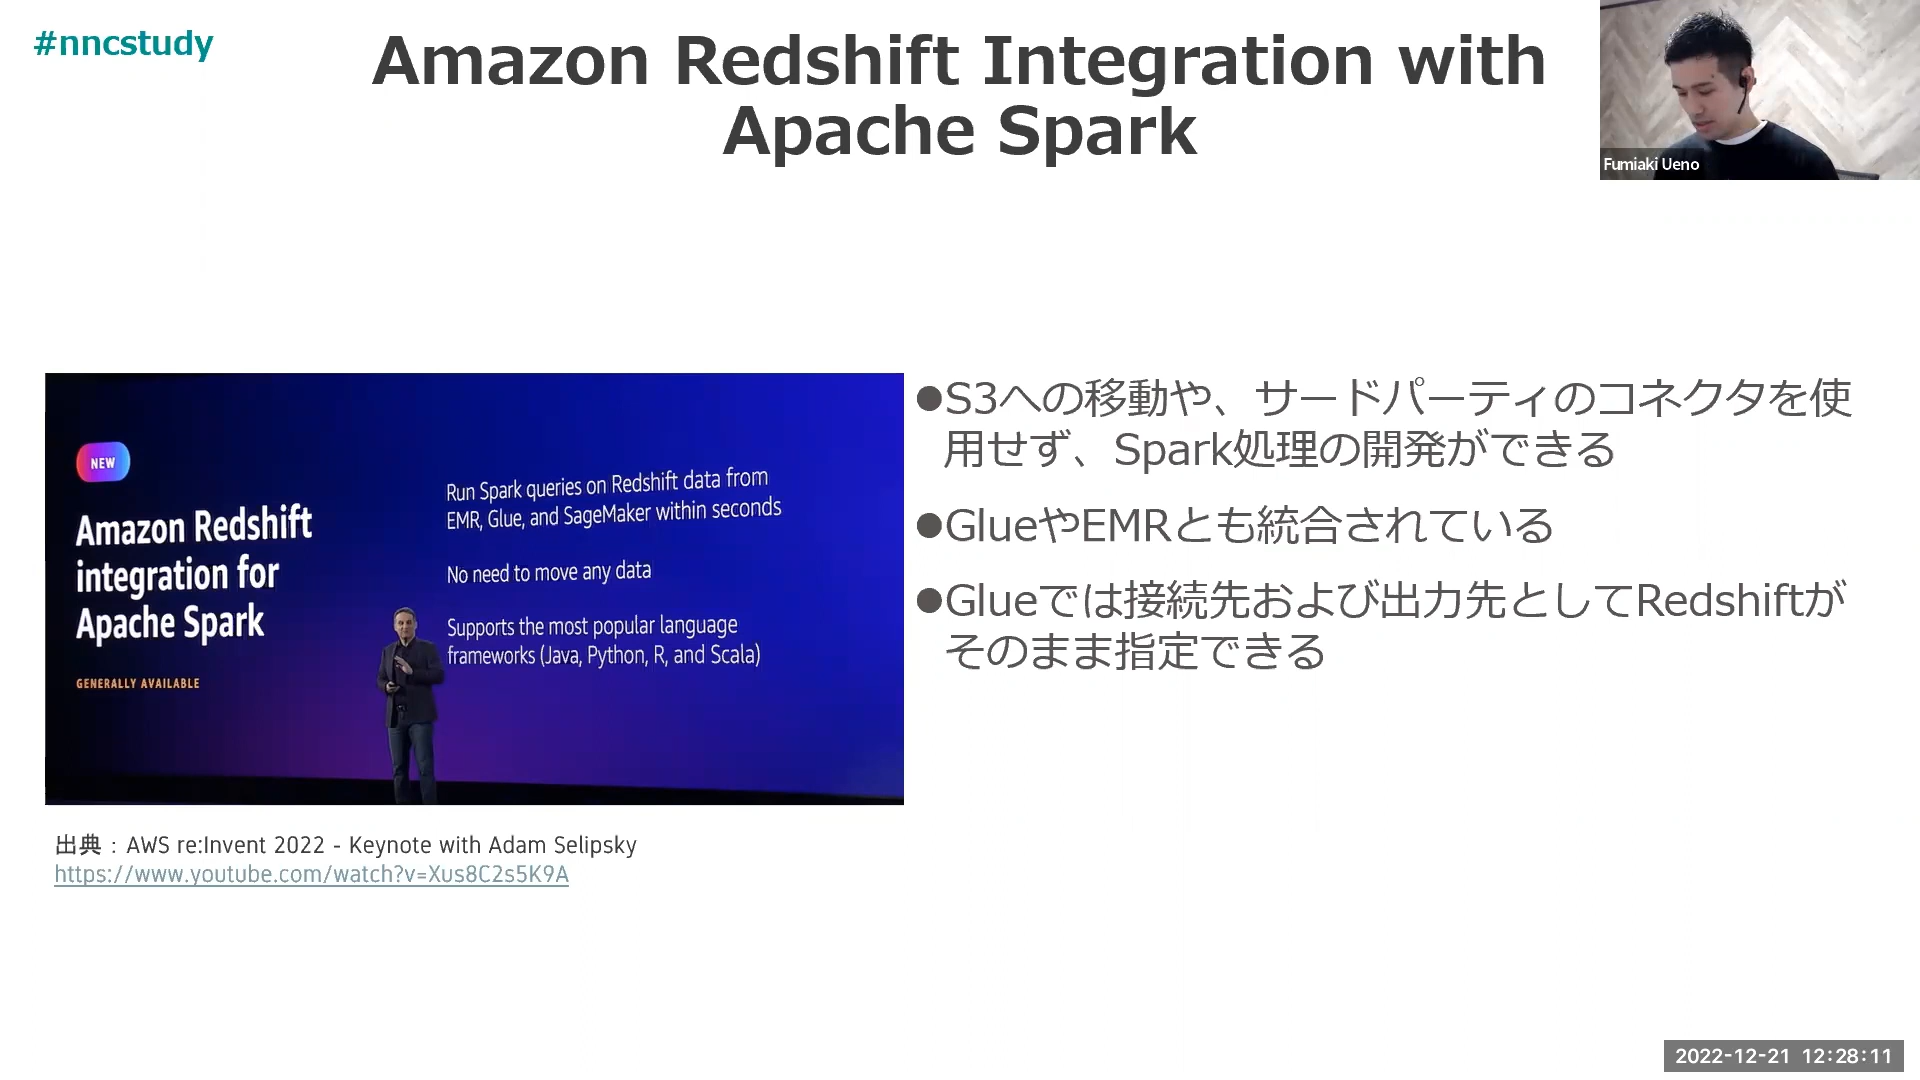 #nncstudy
Amazon Redshift Integration with
Apache Spark
Fumiaki Ueno
NEW
Amazon Redshift
integration for
Apache Spark
GENERALLY AVAILABLE
Run Spark queries on Redshift data from
EMR, Glue, and SageMaker within seconds
No need to move any data
Supports the most popular language
frameworks (Java, Python, R, and Scala)
●S3への移動や、サードパーティのコネクタを使
用せず、Spark処理の開発ができる
●GlueやEMRとも統合されている
●Glueでは接続先および出力先としてRedshiftが
そのまま指定できる
出典：AWS re:Invent 2022 - Keynote with Adam Selipsky
https://www.youtube.com/watch?v=Xus8C2s5K9A
2022-12-21 12:28:11